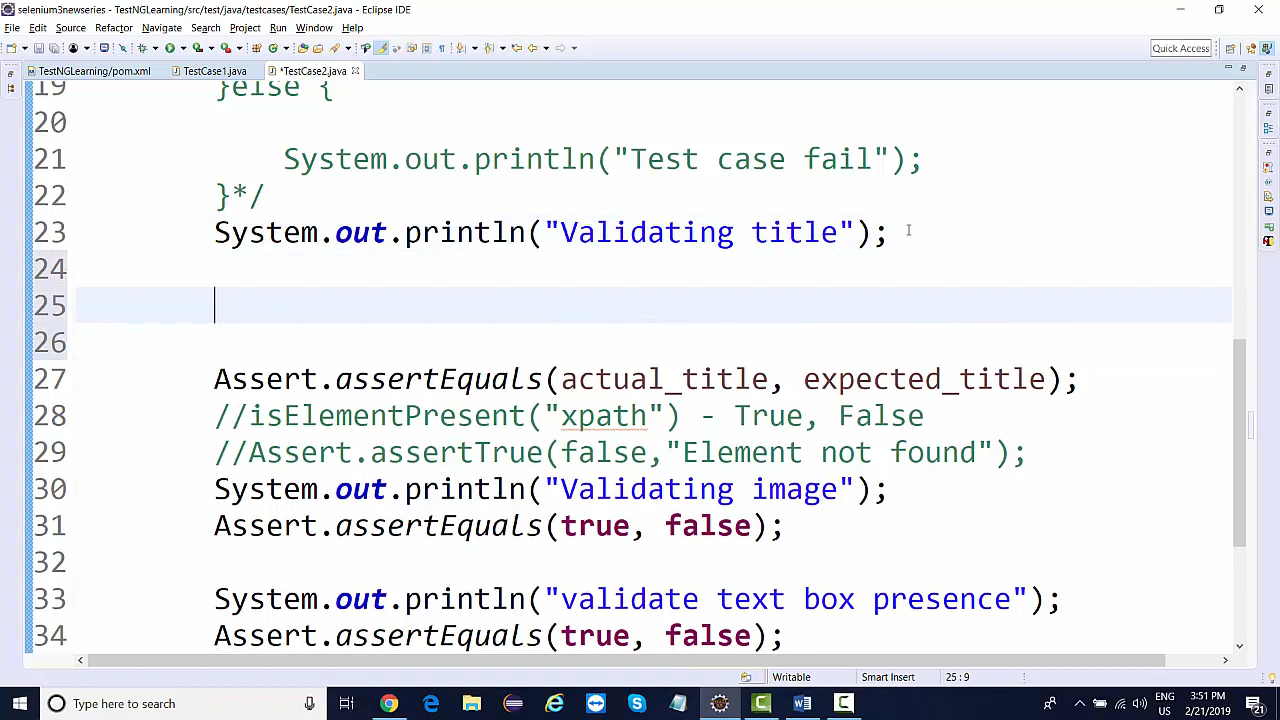 selenium3newseries - TestNGLearning/src/test/java/testcases/TestCase2.java - Eclipse IDE
File Edit Source Refactor Navigate Search Project Run Window Help
Quick Access
TestNGLearning/pom.xml TestCase1.java *TestCase2.java
19 }else {
20
21 System.out.println("Test case fail");
22 }*/
23 System.out.println("Validating title");
24
25
26
27 Assert.assertEquals(actual_title, expected_title);
28 //isElementPresent("xpath") - True, False
29 //Assert.assertTrue(false,"Element not found");
30 System.out.println("Validating image");
31 Assert.assertEquals(true, false);
32
33 System.out.println("validate text box presence");
34 Assert.assertEquals(true, false);
Writable Smart Insert 25 : 9
Type here to search
ENG
US
3:51 PM
2/21/2019
21